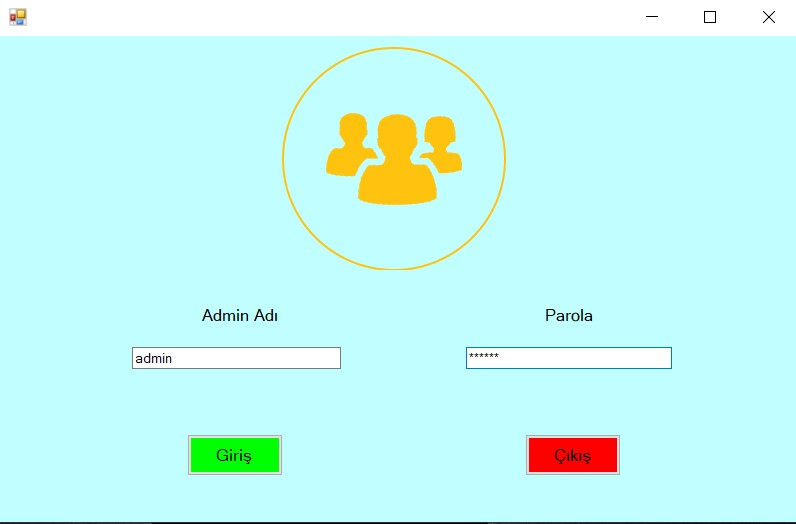 Admin Adı
Parola
admin
******
Giriş
Çıkış